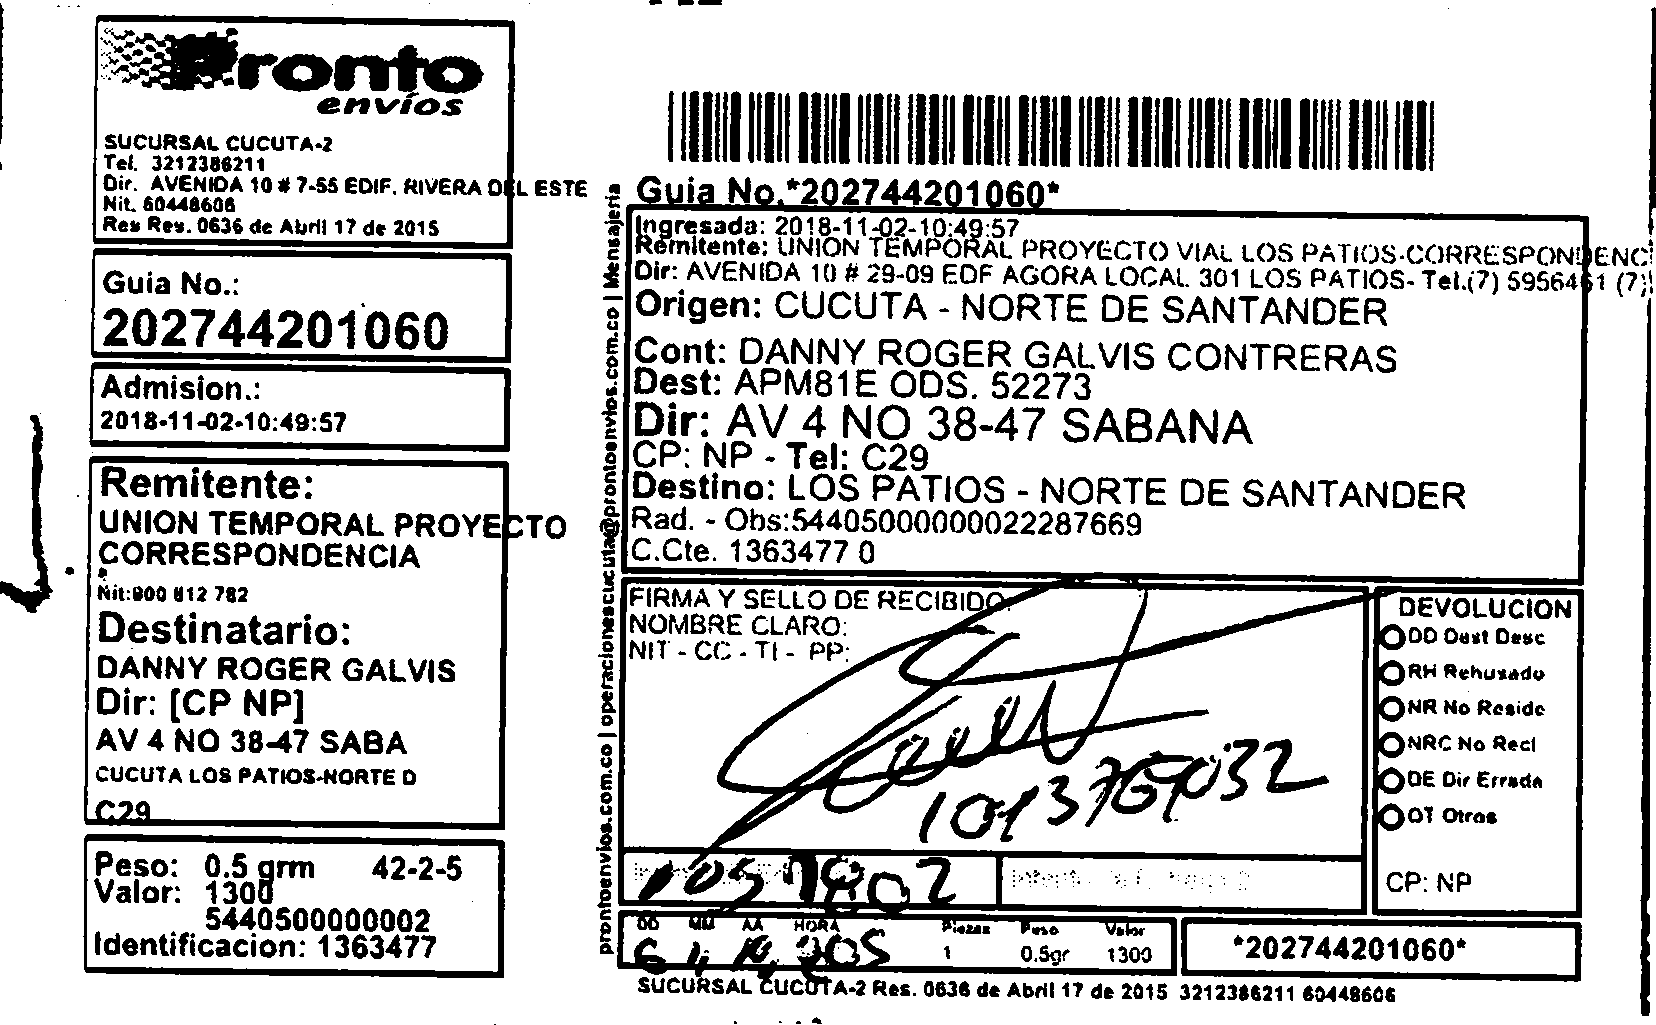 Pronto
envíos
SUCURSAL CUCUTA-2
Tel. 3212386211
Dir. AVENIDA 10 # 7-55 EDIF. RIVERA DEL ESTE
Nit. 60448606
Res Res. 0636 de Abril 17 de 2015
Guia No.:
202744201060
Admision.:
2018-11-02-10:49:57
Remitente:
UNION TEMPORAL PROYECTO
CORRESPONDENCIA
Nit:900 812 782
Destinatario:
DANNY ROGER GALVIS
Dir: [CP NP]
AV 4 NO 38-47 SABA
CUCUTA LOS PATIOS-NORTE D
C29
Peso: 0.5 grm 42-2-5
Valor: 1300
5440500000002
Identificacion: 1363477
prontoenvios.com.co | operacionescucuta@prontoenvios.com.co | Mensajeria
Guia No.*202744201060*
Ingresada: 2018-11-02-10:49:57
Remitente: UNION TEMPORAL PROYECTO VIAL LOS PATIOS-CORRESPONDENC
Dir: AVENIDA 10 # 29-09 EDF AGORA LOCAL 301 LOS PATIOS- Tel.(7) 5956461 (7)
Origen: CUCUTA - NORTE DE SANTANDER
Cont: DANNY ROGER GALVIS CONTRERAS
Dest: APM81E ODS. 52273
Dir: AV 4 NO 38-47 SABANA
CP: NP - Tel: C29
Destino: LOS PATIOS - NORTE DE SANTANDER
Rad. - Obs:54405000000022287669
C.Cte. 1363477 0
FIRMA Y SELLO DE RECIBIDO:
NOMBRE CLARO:
NIT - CC - TI - PP:
DEVOLUCION
DD Dest Desc
RH Rehusado
NR No Reside
NRC No Recl
DE Dir Errada
OT Otros
CP: NP
DD MM AA HORA Piezas Peso Valor
1 0.5gr 1300
*202744201060*
SUCURSAL CUCUTA-2 Res. 0636 de Abril 17 de 2015 3212386211 60448606